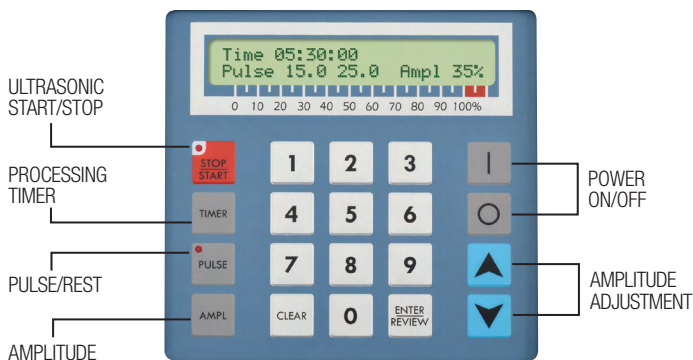 Time 05:30:00
Pulse 15.0 25.0 Ampl 35%
0 10 20 30 40 50 60 70 80 90 100%
ULTRASONIC
START/STOP
STOP
START
1 2 3
POWER
ON/OFF
PROCESSING
TIMER
TIMER
4 5 6
PULSE/REST
PULSE
7 8 9
AMPLITUDE
ADJUSTMENT
AMPLITUDE
AMPL
CLEAR
0
ENTER
REVIEW